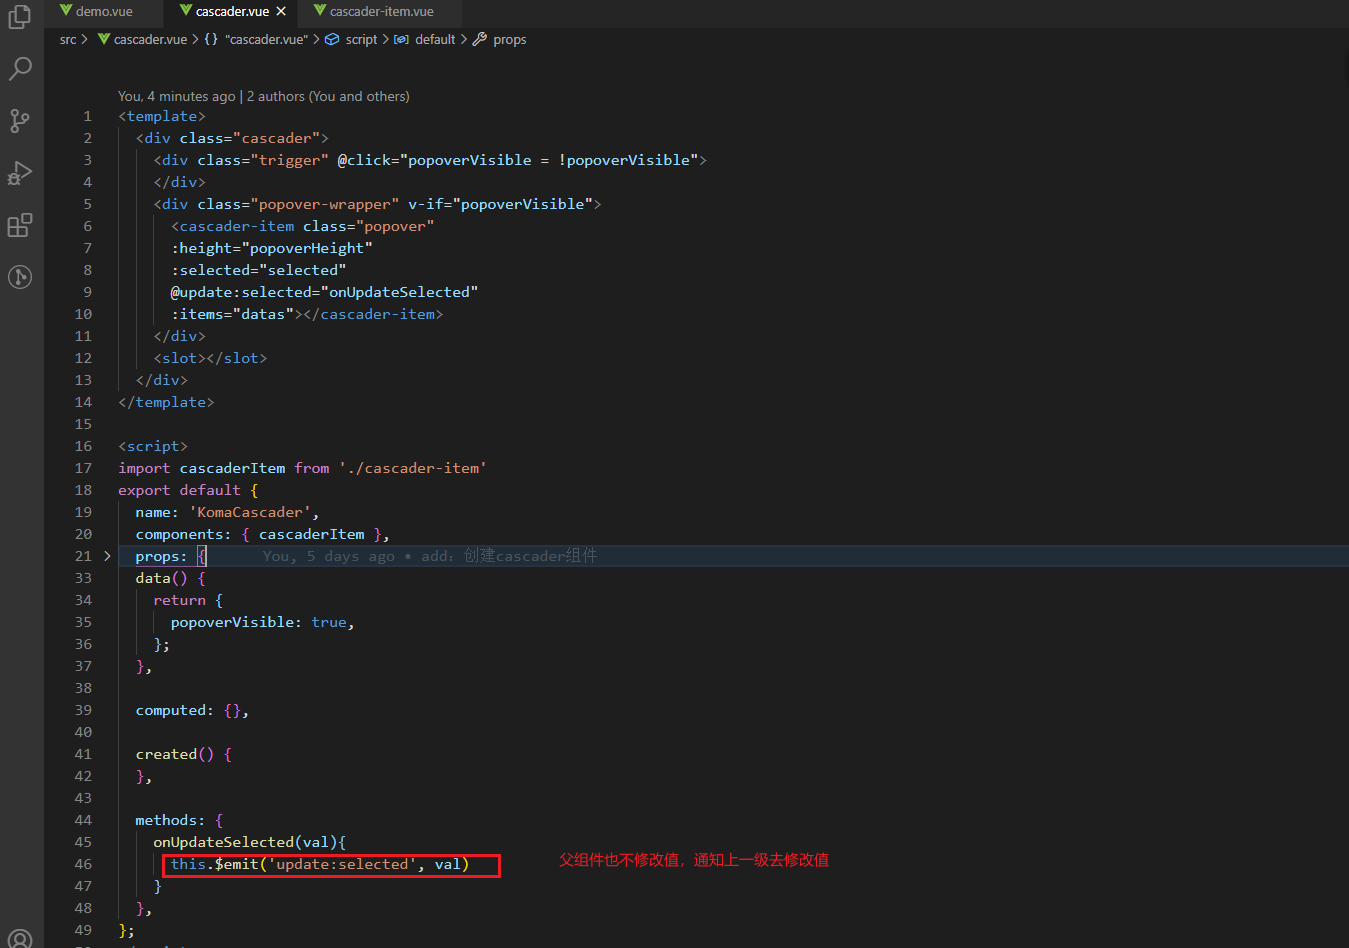 demo.vue cascader.vue × cascader-item.vue
src > cascader.vue > {} "cascader.vue" > script > default > props
You, 4 minutes ago | 2 authors (You and others)
1 <template>
2 <div class="cascader">
3 <div class="trigger" @click="popoverVisible = !popoverVisible">
4 </div>
5 <div class="popover-wrapper" v-if="popoverVisible">
6 <cascader-item class="popover"
7 :height="popoverHeight"
8 :selected="selected"
9 @update:selected="onUpdateSelected"
10 :items="datas"></cascader-item>
11 </div>
12 <slot></slot>
13 </div>
14 </template>
15
16 <script>
17 import cascaderItem from './cascader-item'
18 export default {
19 name: 'KomaCascader',
20 components: { cascaderItem },
21 props: { You, 5 days ago • add：创建cascader组件
33 data() {
34 return {
35 popoverVisible: true,
36 };
37 },
38
39 computed: {},
40
41 created() {
42 },
43
44 methods: {
45 onUpdateSelected(val){
46 this.$emit('update:selected', val) 父组件也不修改值，通知上一级去修改值
47 }
48 },
49 };